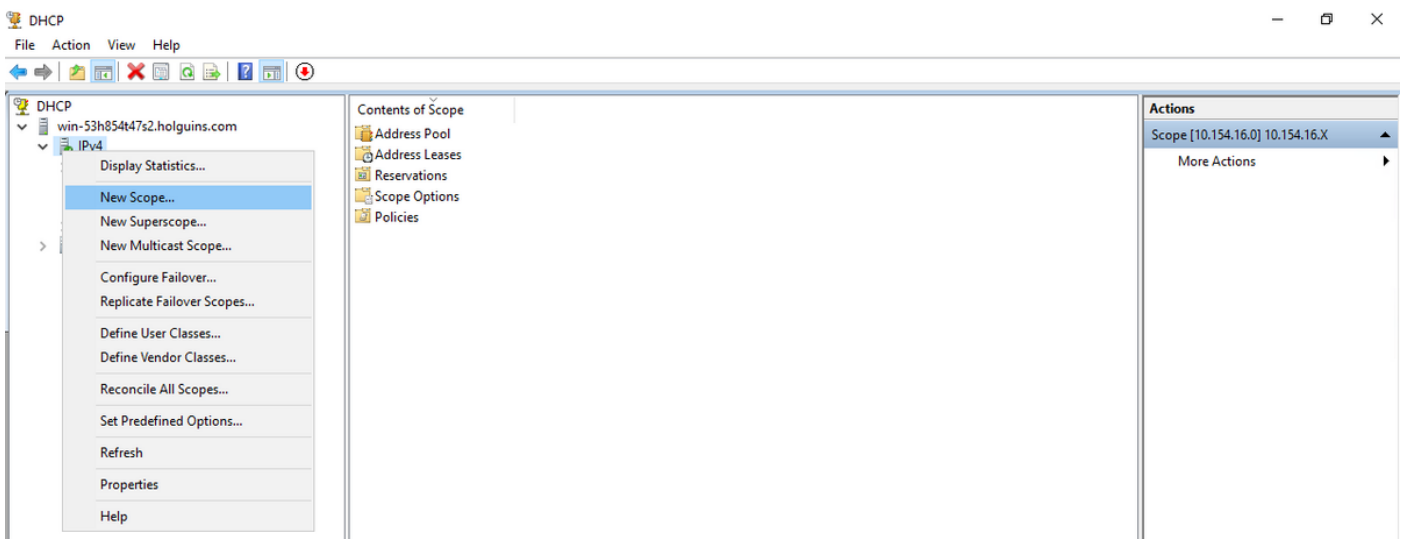 DHCP
File Action View Help
DHCP
win-53h854t47s2.holguins.com
IPv4
Display Statistics...
New Scope...
New Superscope...
New Multicast Scope...
Configure Failover...
Replicate Failover Scopes...
Define User Classes...
Define Vendor Classes...
Reconcile All Scopes...
Set Predefined Options...
Refresh
Properties
Help
Contents of Scope
Address Pool
Address Leases
Reservations
Scope Options
Policies
Actions
Scope [10.154.16.0] 10.154.16.X
More Actions